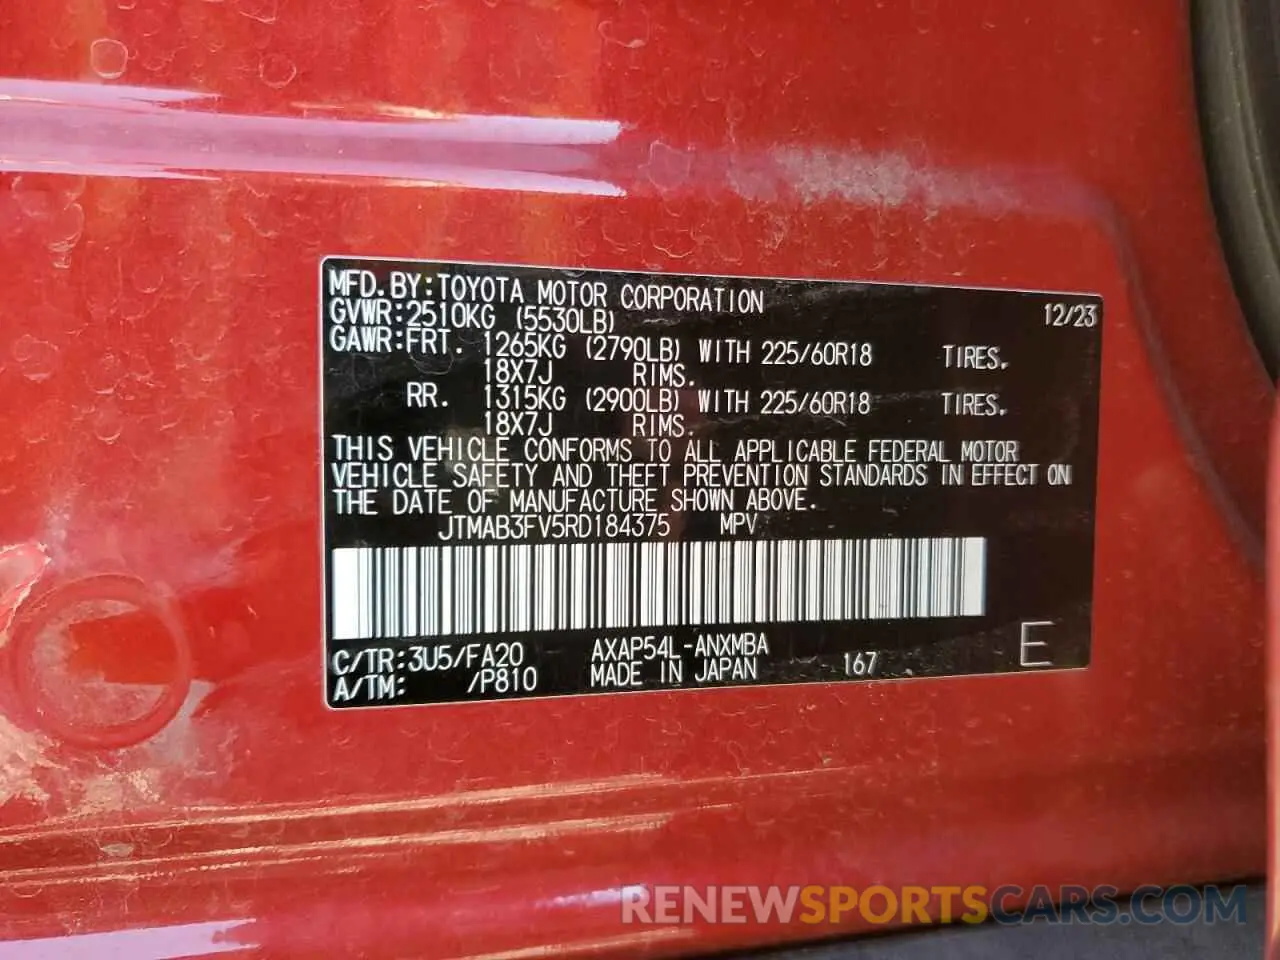 MFD.BY:TOYOTA MOTOR CORPORATION 12/23
GVWR:2510KG (5530LB)
GAWR:FRT. 1265KG (2790LB) WITH 225/60R18 TIRES.
18X7J RIMS.
RR. 1315KG (2900LB) WITH 225/60R18 TIRES.
18X7J RIMS.
THIS VEHICLE CONFORMS TO ALL APPLICABLE FEDERAL MOTOR
VEHICLE SAFETY AND THEFT PREVENTION STANDARDS IN EFFECT ON
THE DATE OF MANUFACTURE SHOWN ABOVE.
JTMAB3FV5RD184375 MPV
C/TR:3U5/FA20 AXAP54L-ANXMBA
A/TM: /P810 MADE IN JAPAN 167 E
RENEWSPORTSCARS.COM